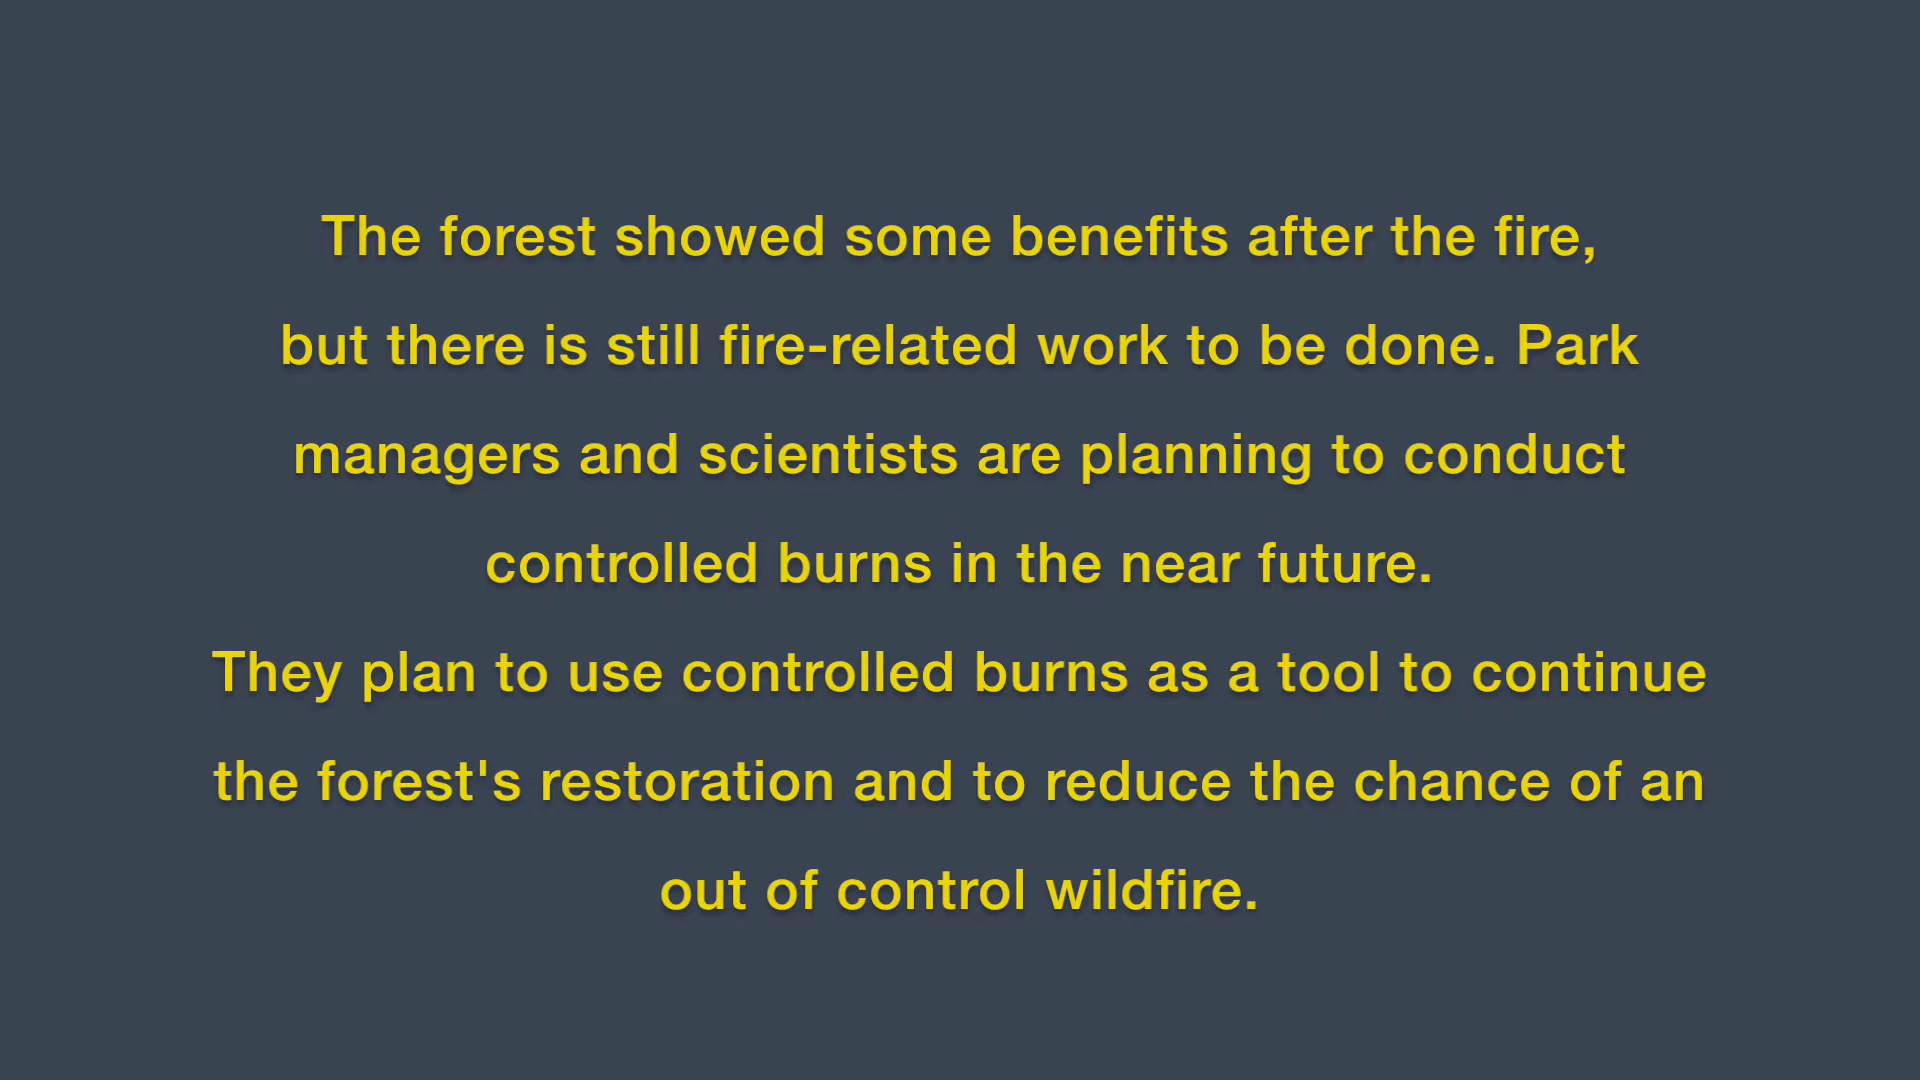 The forest showed some benefits after the fire,
but there is still fire-related work to be done. Park
managers and scientists are planning to conduct
controlled burns in the near future.
They plan to use controlled burns as a tool to continue
the forest's restoration and to reduce the chance of an
out of control wildfire.